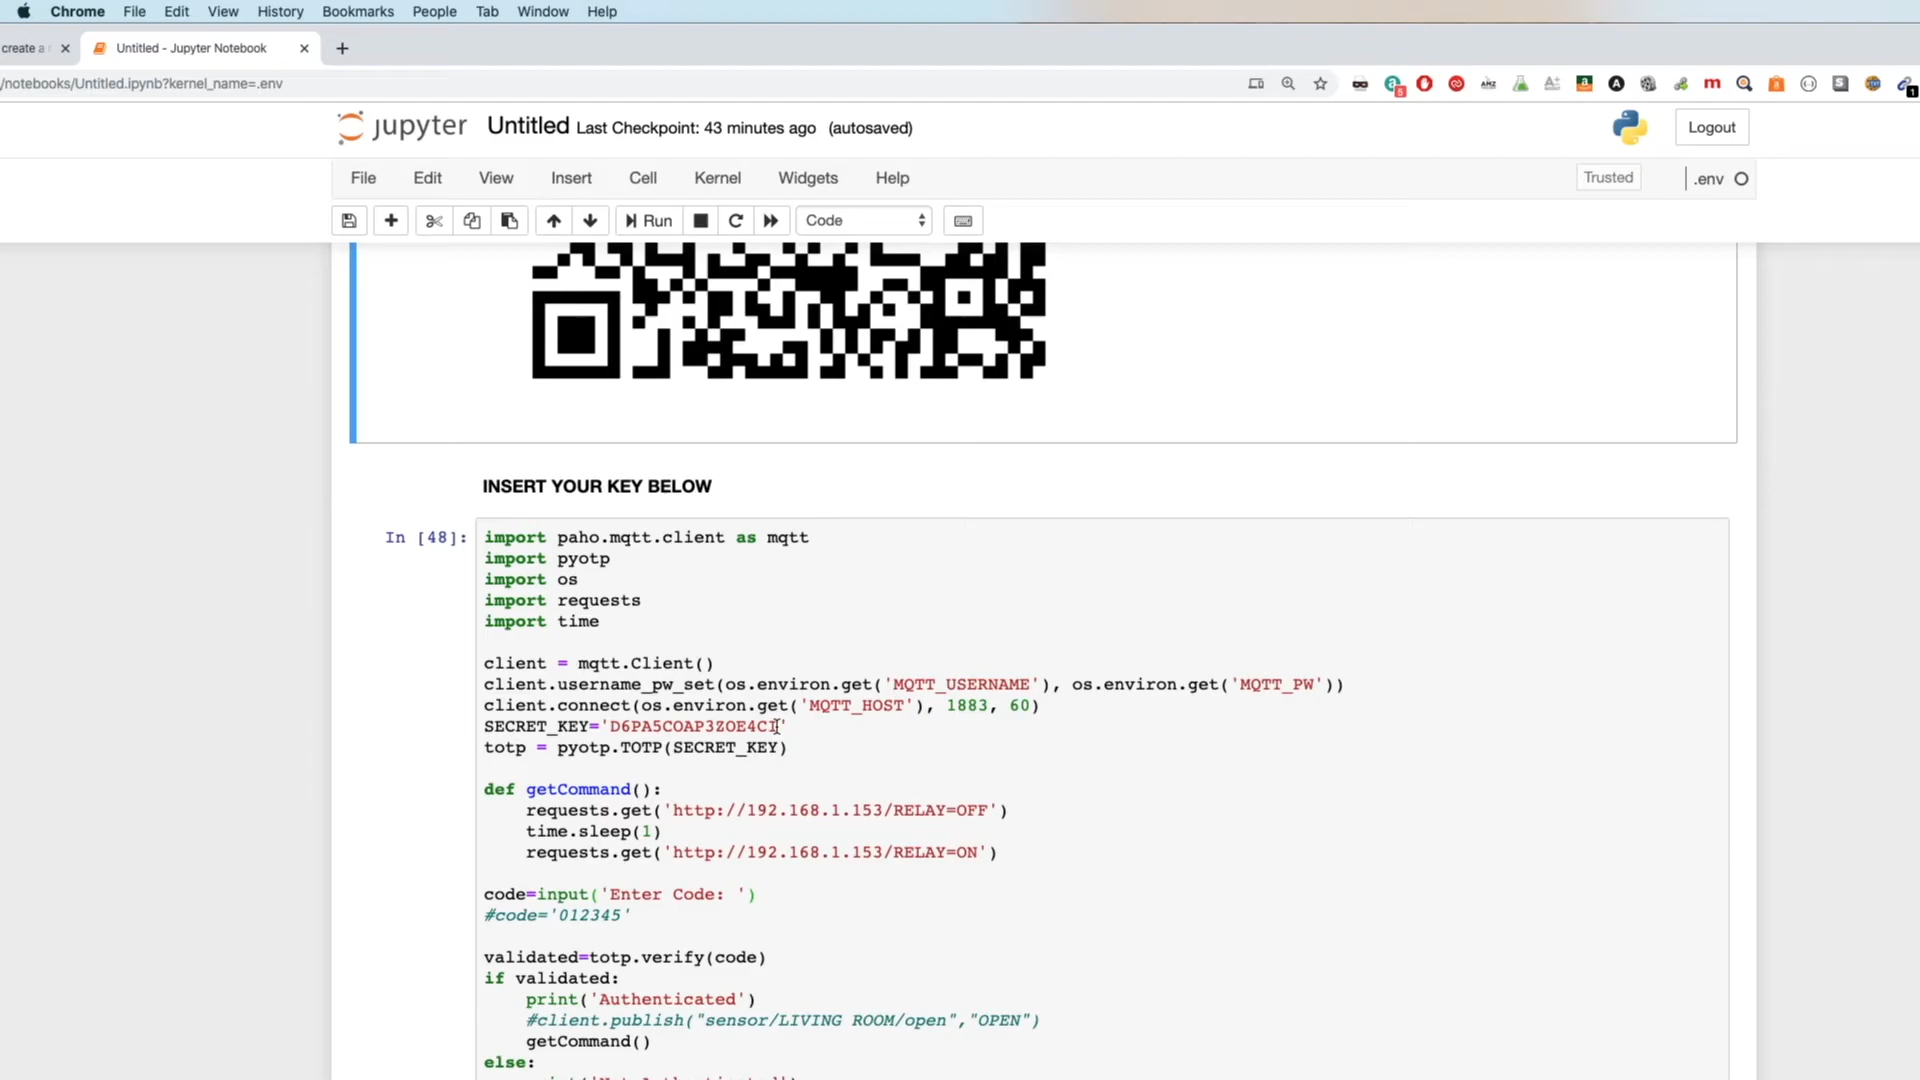 Chrome File Edit View History Bookmarks People Tab Window Help
create a
Untitled - Jupyter Notebook
/notebooks/Untitled.ipynb?kernel_name=.env
jupyter Untitled Last Checkpoint: 43 minutes ago (autosaved)
Logout
File Edit View Insert Cell Kernel Widgets Help
Trusted
.env
Run
Code
INSERT YOUR KEY BELOW
In [48]:
import paho.mqtt.client as mqtt
import pyotp
import os
import requests
import time
client = mqtt.Client()
client.username_pw_set(os.environ.get('MQTT_USERNAME'), os.environ.get('MQTT_PW'))
client.connect(os.environ.get('MQTT_HOST'), 1883, 60)
SECRET_KEY='D6PA5COAP3ZOE4CI'
totp = pyotp.TOTP(SECRET_KEY)
def getCommand():
requests.get('http://192.168.1.153/RELAY=OFF')
time.sleep(1)
requests.get('http://192.168.1.153/RELAY=ON')
code=input('Enter Code: ')
#code='012345'
validated=totp.verify(code)
if validated:
print('Authenticated')
#client.publish("sensor/LIVING ROOM/open","OPEN")
getCommand()
else: